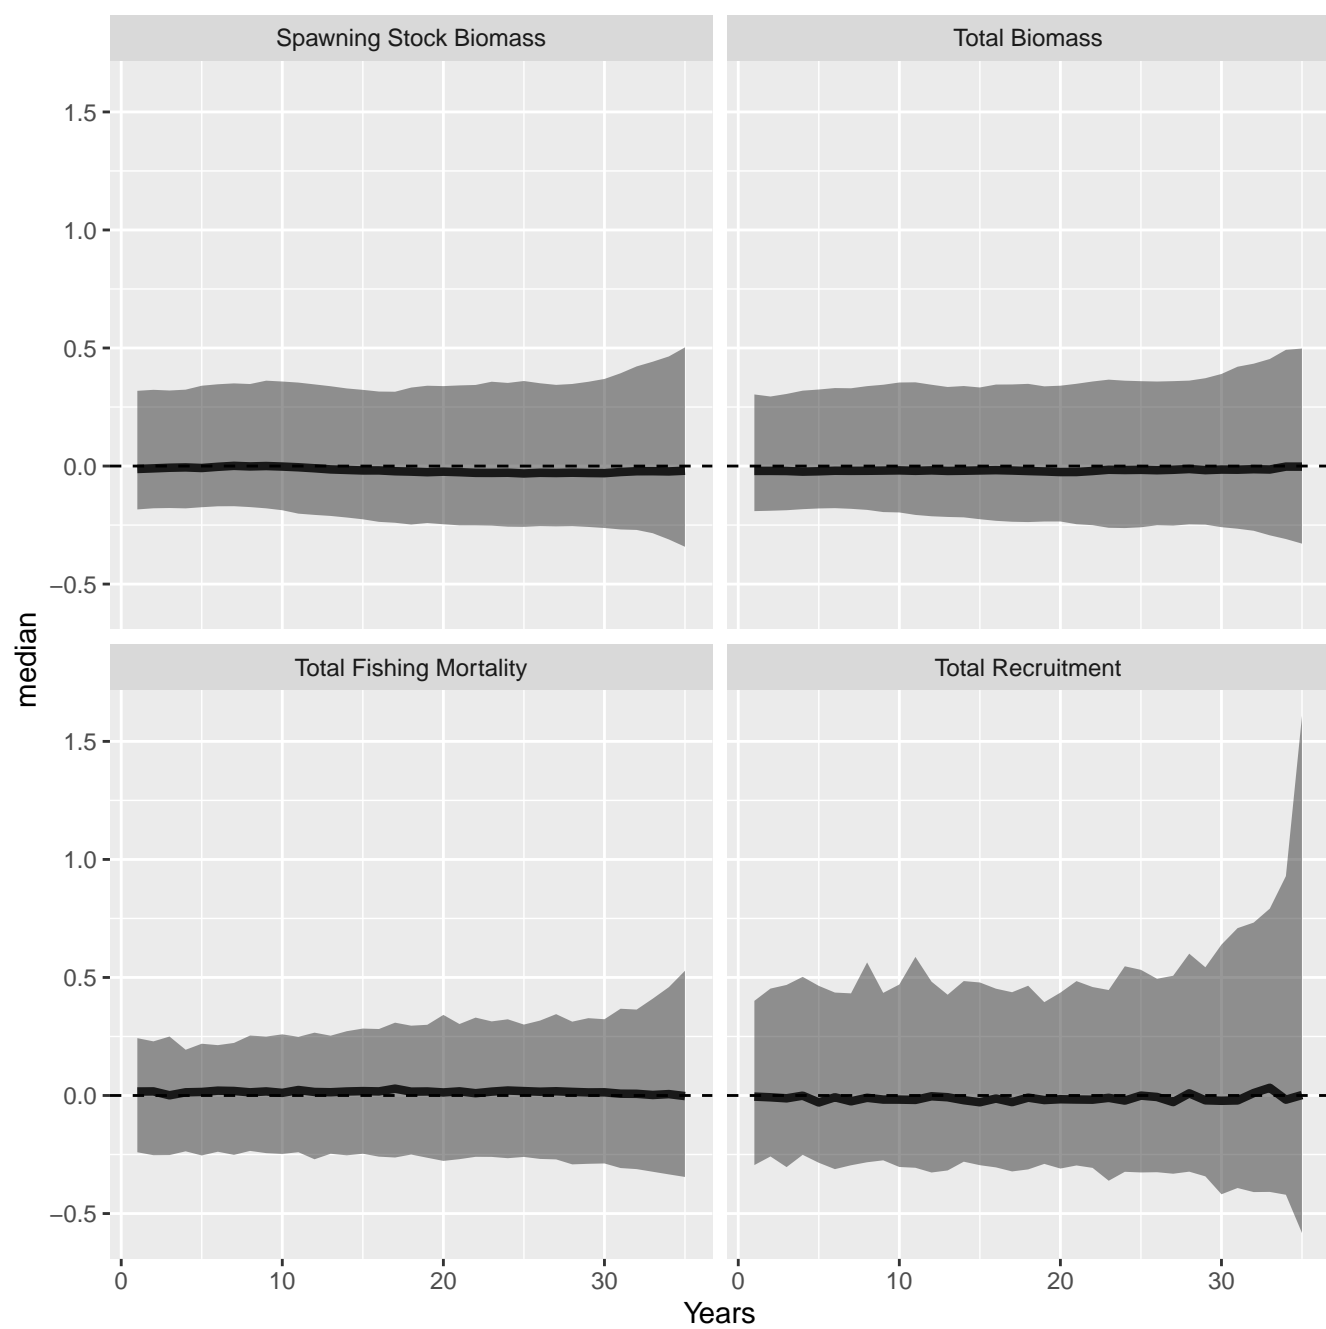 Spawning Stock Biomass
Total Biomass
1.5
1.0
0.5
0.0
−0.5
median
Total Fishing Mortality
Total Recruitment
1.5
1.0
0.5
0.0
−0.5
0 10 20 30
0 10 20 30
Years